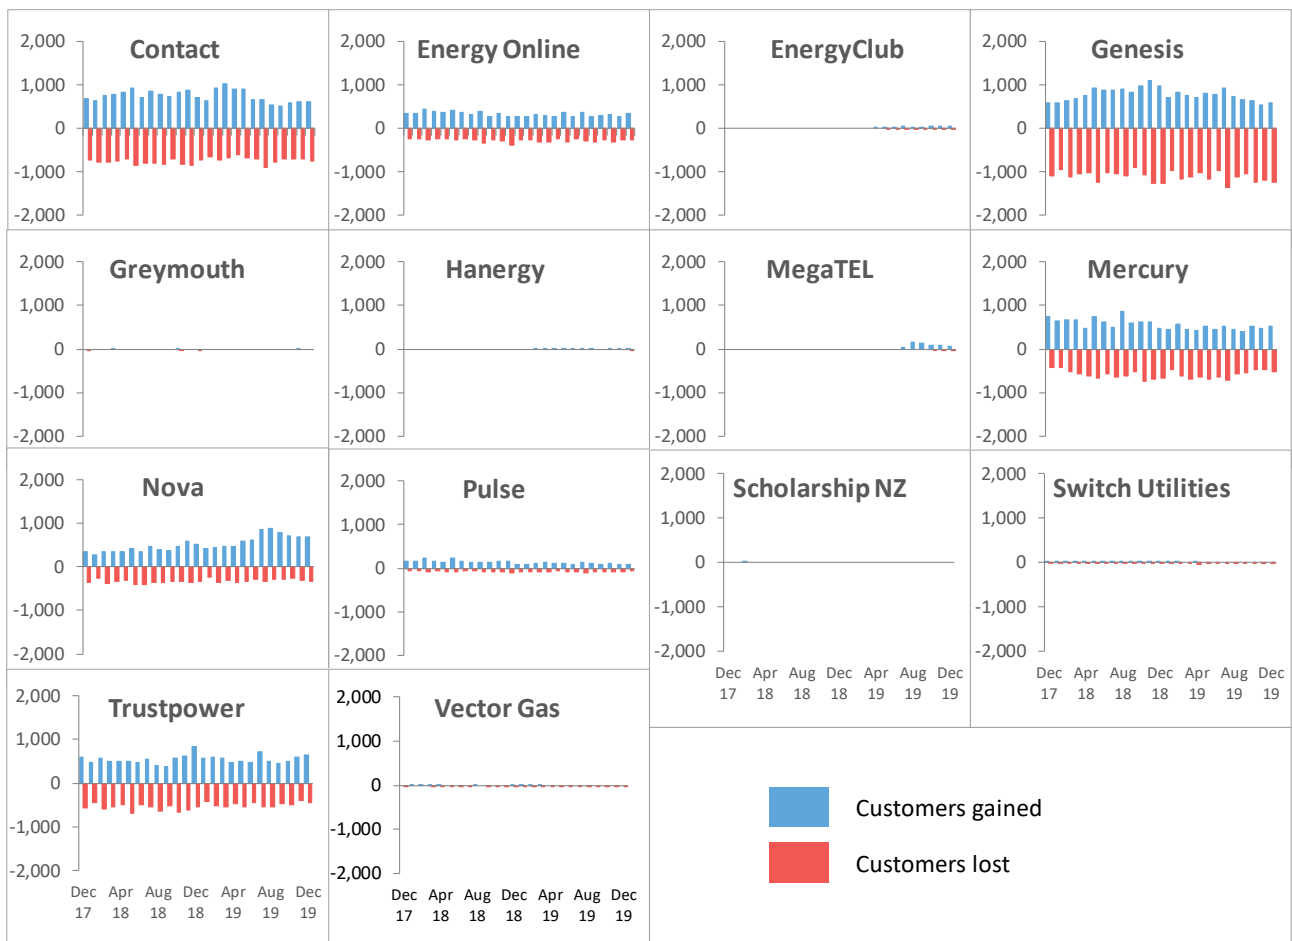 Contact
2,000
1,000
0
-1,000
-2,000
Energy Online
2,000
1,000
0
-1,000
-2,000
EnergyClub
2,000
1,000
0
-1,000
-2,000
Genesis
2,000
1,000
0
-1,000
-2,000
Greymouth
2,000
1,000
0
-1,000
-2,000
Hanergy
2,000
1,000
0
-1,000
-2,000
MegaTEL
2,000
1,000
0
-1,000
-2,000
Mercury
2,000
1,000
0
-1,000
-2,000
Nova
2,000
1,000
0
-1,000
-2,000
Pulse
2,000
1,000
0
-1,000
-2,000
Scholarship NZ
2,000
1,000
0
-1,000
-2,000
Dec Apr Aug Dec Apr Aug Dec
17 18 18 18 19 19 19
Switch Utilities
2,000
1,000
0
-1,000
-2,000
Dec Apr Aug Dec Apr Aug Dec
17 18 18 18 19 19 19
Trustpower
2,000
1,000
0
-1,000
-2,000
Dec Apr Aug Dec Apr Aug Dec
17 18 18 18 19 19 19
Vector Gas
2,000
1,000
0
-1,000
-2,000
Dec Apr Aug Dec Apr Aug Dec
17 18 18 18 19 19 19
Customers gained
Customers lost